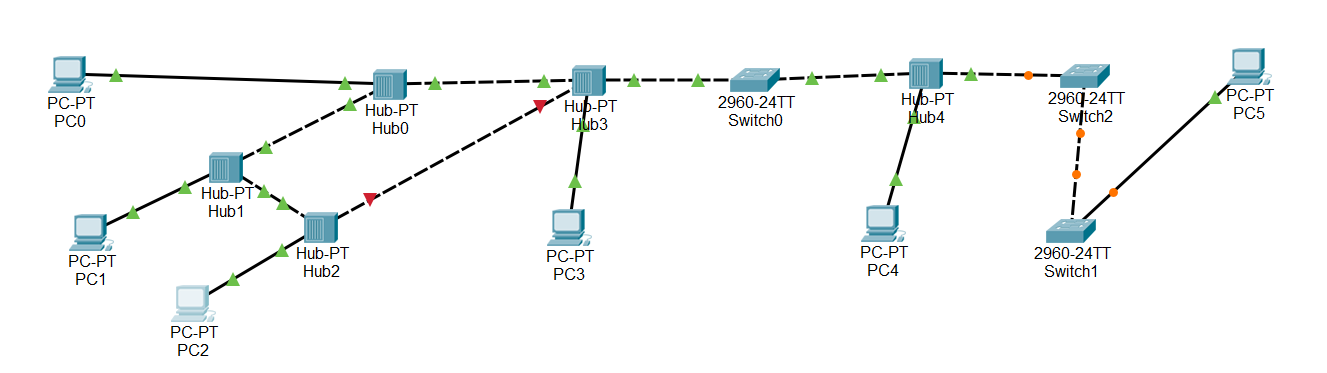 PC-PT
PC0
Hub-PT
Hub0
Hub-PT
Hub3
2960-24TT
Switch0
Hub-PT
Hub4
2960-24TT
Switch2
PC-PT
PC5
Hub-PT
Hub1
PC-PT
PC1
Hub-PT
Hub2
PC-PT
PC3
PC-PT
PC4
2960-24TT
Switch1
PC-PT
PC2